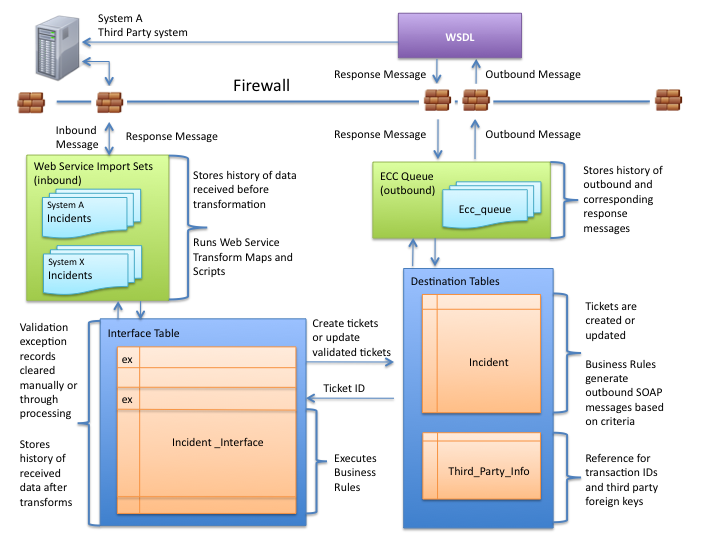 System A
Third Party system
WSDL
Response Message
Outbound Message
Firewall
Inbound
Message
Response Message
Response Message
Outbound Message
Web Service Import Sets
(inbound)
System A
Incidents
System X
Incidents
Stores history of data
received before
transformation
Runs Web Service
Transform Maps and
Scripts
ECC Queue
(outbound)
Ecc_queue
Stores history of
outbound and
corresponding
response
messages
Validation
exception
records
cleared
manually or
through
processing
Stores
history of
received
data after
transforms
Interface Table
ex
ex
Incident _Interface
Create tickets
or update
validated tickets
Ticket ID
Executes
Business
Rules
Destination Tables
Incident
Third_Party_Info
Tickets are
created or
updated
Business Rules
generate
outbound SOAP
messages based
on criteria
Reference for
transaction IDs
and third party
foreign keys